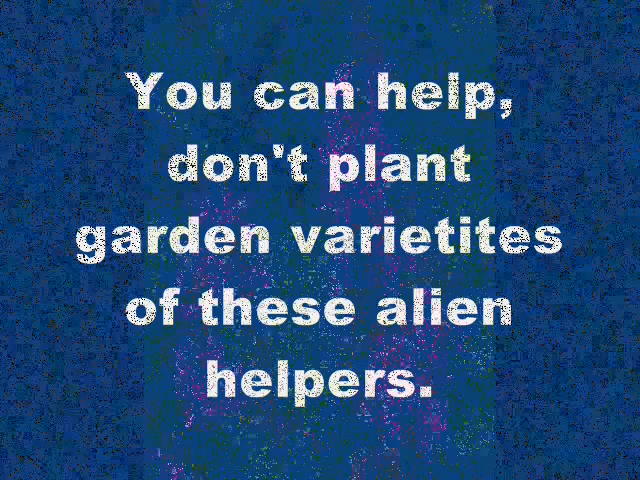 You can help,
don't plant
garden varietites
of these alien
helpers.